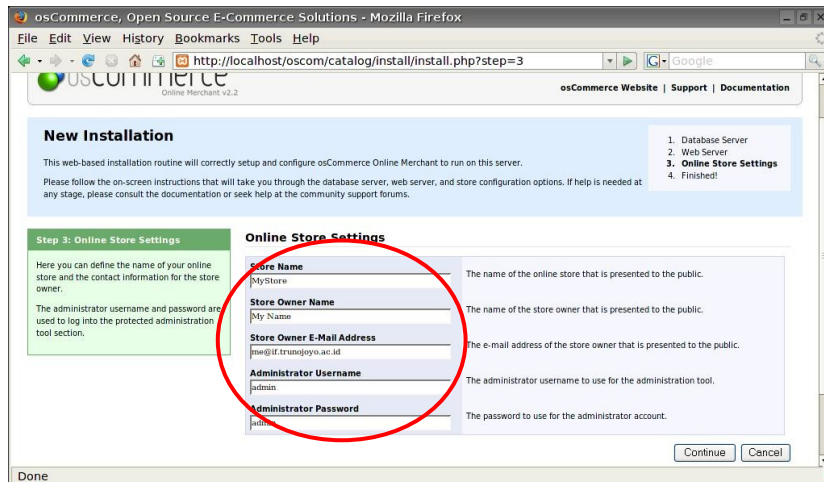 osCommerce, Open Source E-Commerce Solutions - Mozilla Firefox
File Edit View History Bookmarks Tools Help
http://localhost/oscom/catalog/install/install.php?step=3
Google
osCommerce
Online Merchant v2.2
osCommerce Website | Support | Documentation
New Installation
This web-based installation routine will correctly setup and configure osCommerce Online Merchant to run on this server.
Please follow the on-screen instructions that will take you through the database server, web server, and store configuration options. If help is needed at
any stage, please consult the documentation or seek help at the community support forums.
1. Database Server
2. Web Server
3. Online Store Settings
4. Finished!
Step 3: Online Store Settings
Here you can define the name of your online
store and the contact information for the store
owner.
The administrator username and password are
used to log into the protected administration
tool section.
Online Store Settings
Store Name
MyStore
The name of the online store that is presented to the public.
Store Owner Name
My Name
The name of the store owner that is presented to the public.
Store Owner E-Mail Address
me@if.trunojoyo.ac.id
The e-mail address of the store owner that is presented to the public.
Administrator Username
admin
The administrator username to use for the administration tool.
Administrator Password
admin
The password to use for the administrator account.
Continue Cancel
Done